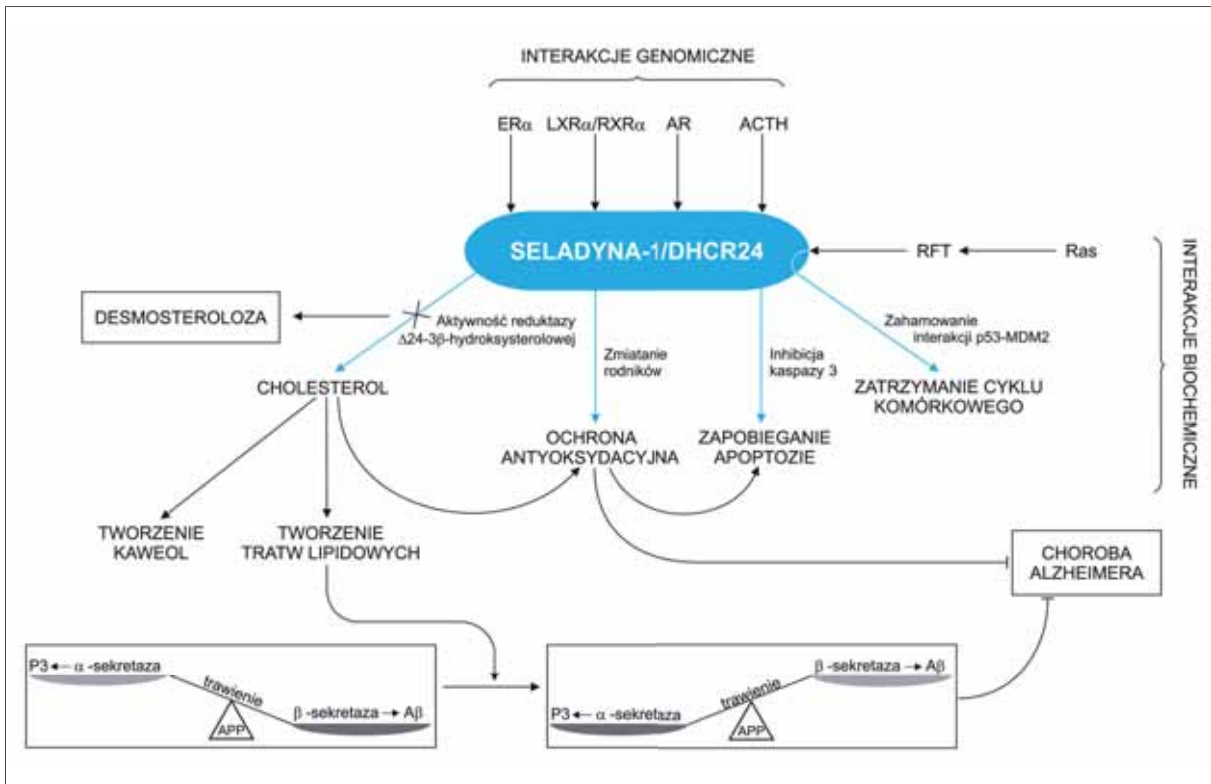 INTERAKCJE GENOMICZNE
ERα
LXRα/RXRα
AR
ACTH
SELADYNA-1/DHCR24
RFT
Ras
INTERAKCJE BIOCHEMICZNE
DESMOSTEROLOZA
Aktywność reduktazy
Δ24-3β-hydroksysterolowej
Zmiatanie
rodników
Inhibicja
kaspazy 3
Zahamowanie
interakcji p53-MDM2
CHOLESTEROL
ZATRZYMANIE CYKLU
KOMÓRKOWEGO
OCHRONA
ANTYOKSYDACYJNA
ZAPOBIEGANIE
APOPTOZIE
TWORZENIE
KAWEOL
TWORZENIE
TRATW LIPIDOWYCH
CHOROBA
ALZHEIMERA
P3 ← α -sekretaza
trawienie
β -sekretaza → Aβ
APP
β -sekretaza → Aβ
trawienie
P3 ← α -sekretaza
APP